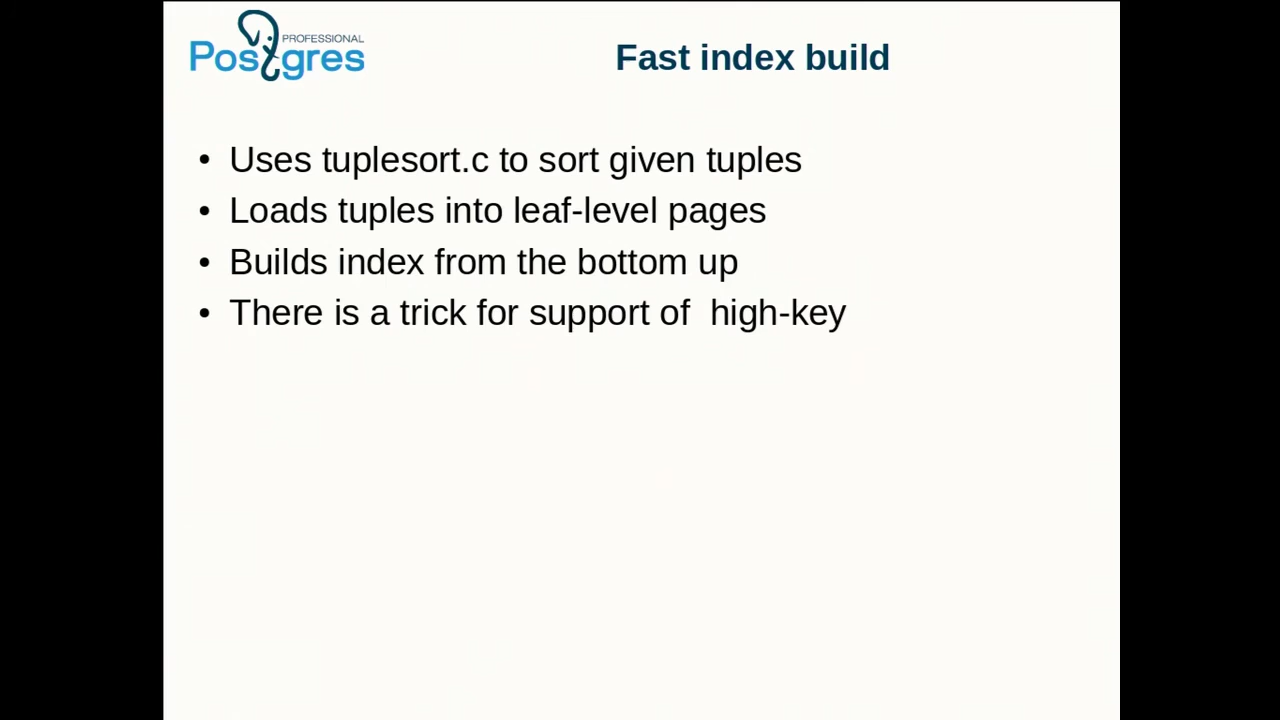 PROFESSIONAL
Postgres
Fast index build
• Uses tuplesort.c to sort given tuples
• Loads tuples into leaf-level pages
• Builds index from the bottom up
• There is a trick for support of  high-key